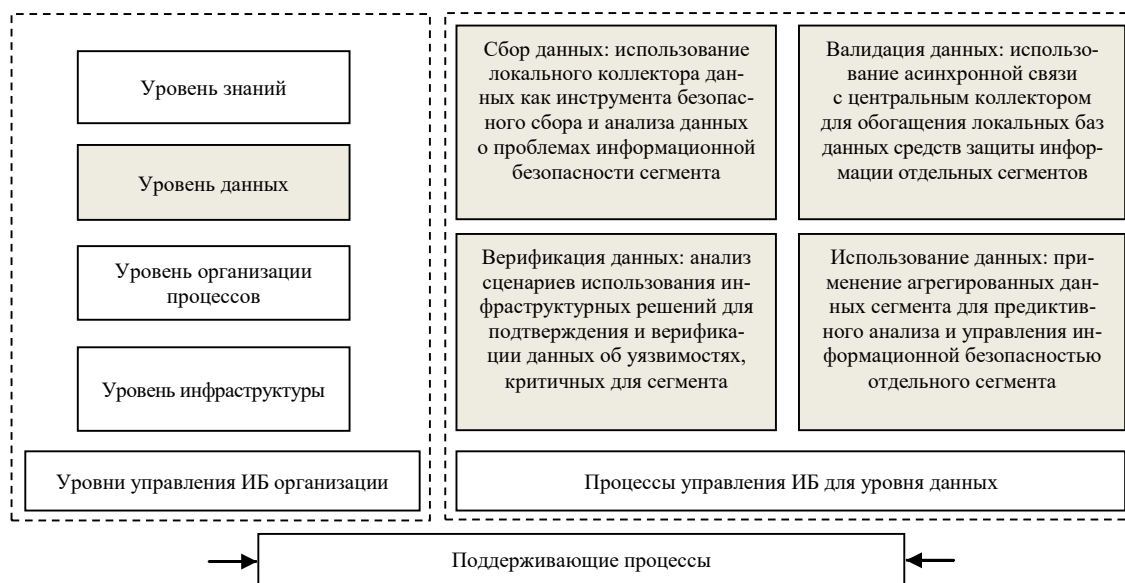 Уровень знаний
Уровень данных
Уровень организации
процессов
Уровень инфраструктуры
Уровни управления ИБ организации
Сбор данных: использование
локального коллектора дан-
ных как инструмента безопас-
ного сбора и анализа данных
о проблемах информационной
безопасности сегмента
Валидация данных: использо-
вание асинхронной связи
с центральным коллектором
для обогащения локальных баз
данных средств защиты инфор-
мации отдельных сегментов
Верификация данных: анализ
сценариев использования ин-
фраструктурных решений для
подтверждения и верифика-
ции данных об уязвимостях,
критичных для сегмента
Использование данных: при-
менение агрегированных дан-
ных сегмента для предиктив-
ного анализа и управления ин-
формационной безопасностью
отдельного сегмента
Процессы управления ИБ для уровня данных
Поддерживающие процессы